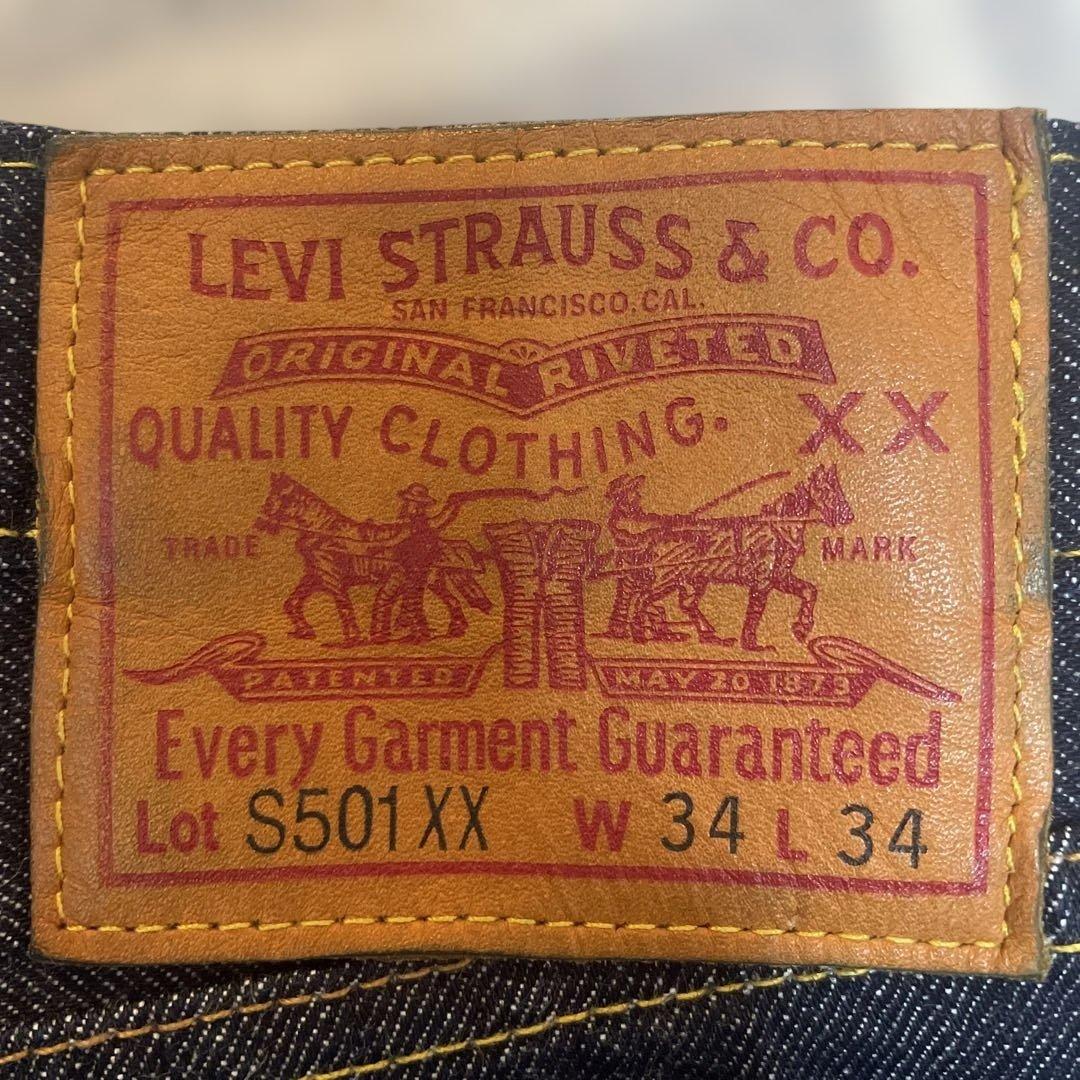 LEVI STRAUSS & CO.
SAN FRANCISCO, CAL.
ORIGINAL RIVETED
QUALITY CLOTHING. XX
TRADE MARK
PATENTED MAY 20 1873
Every Garment Guaranteed
Lot S501XX W 34 L 34